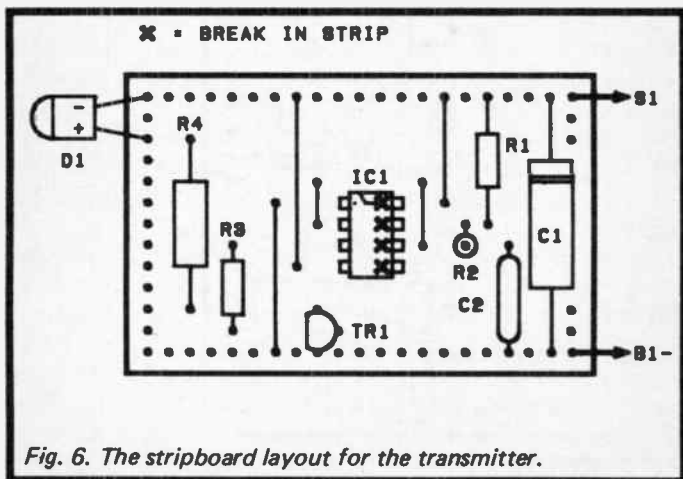 ✖ = BREAK IN STRIP
S1
-
+
D1
R4
R3
IC1
R1
C1
R2
C2
TR1
B1-
Fig. 6. The stripboard layout for the transmitter.